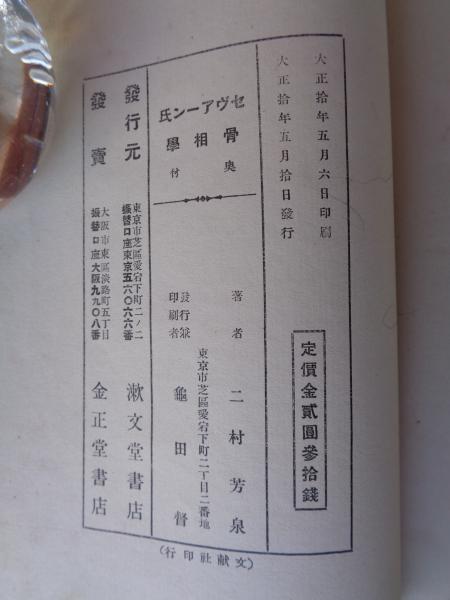 大正拾年五月六日印刷
大正拾年五月拾日發行
定價金貳圓參拾錢
セヴアーン氏
骨相學
奥付
著者 二村芳泉
東京市芝區愛宕下町二丁目二番地
發行兼印刷者 龜田督
發行元
東京市芝區愛宕下町二ノ二
振替口座東京五六〇六六番
漱文堂書店
發賣
大阪市東區淡路町五丁目
振替口座大阪九九〇八番
金正堂書店
(文献社印行)